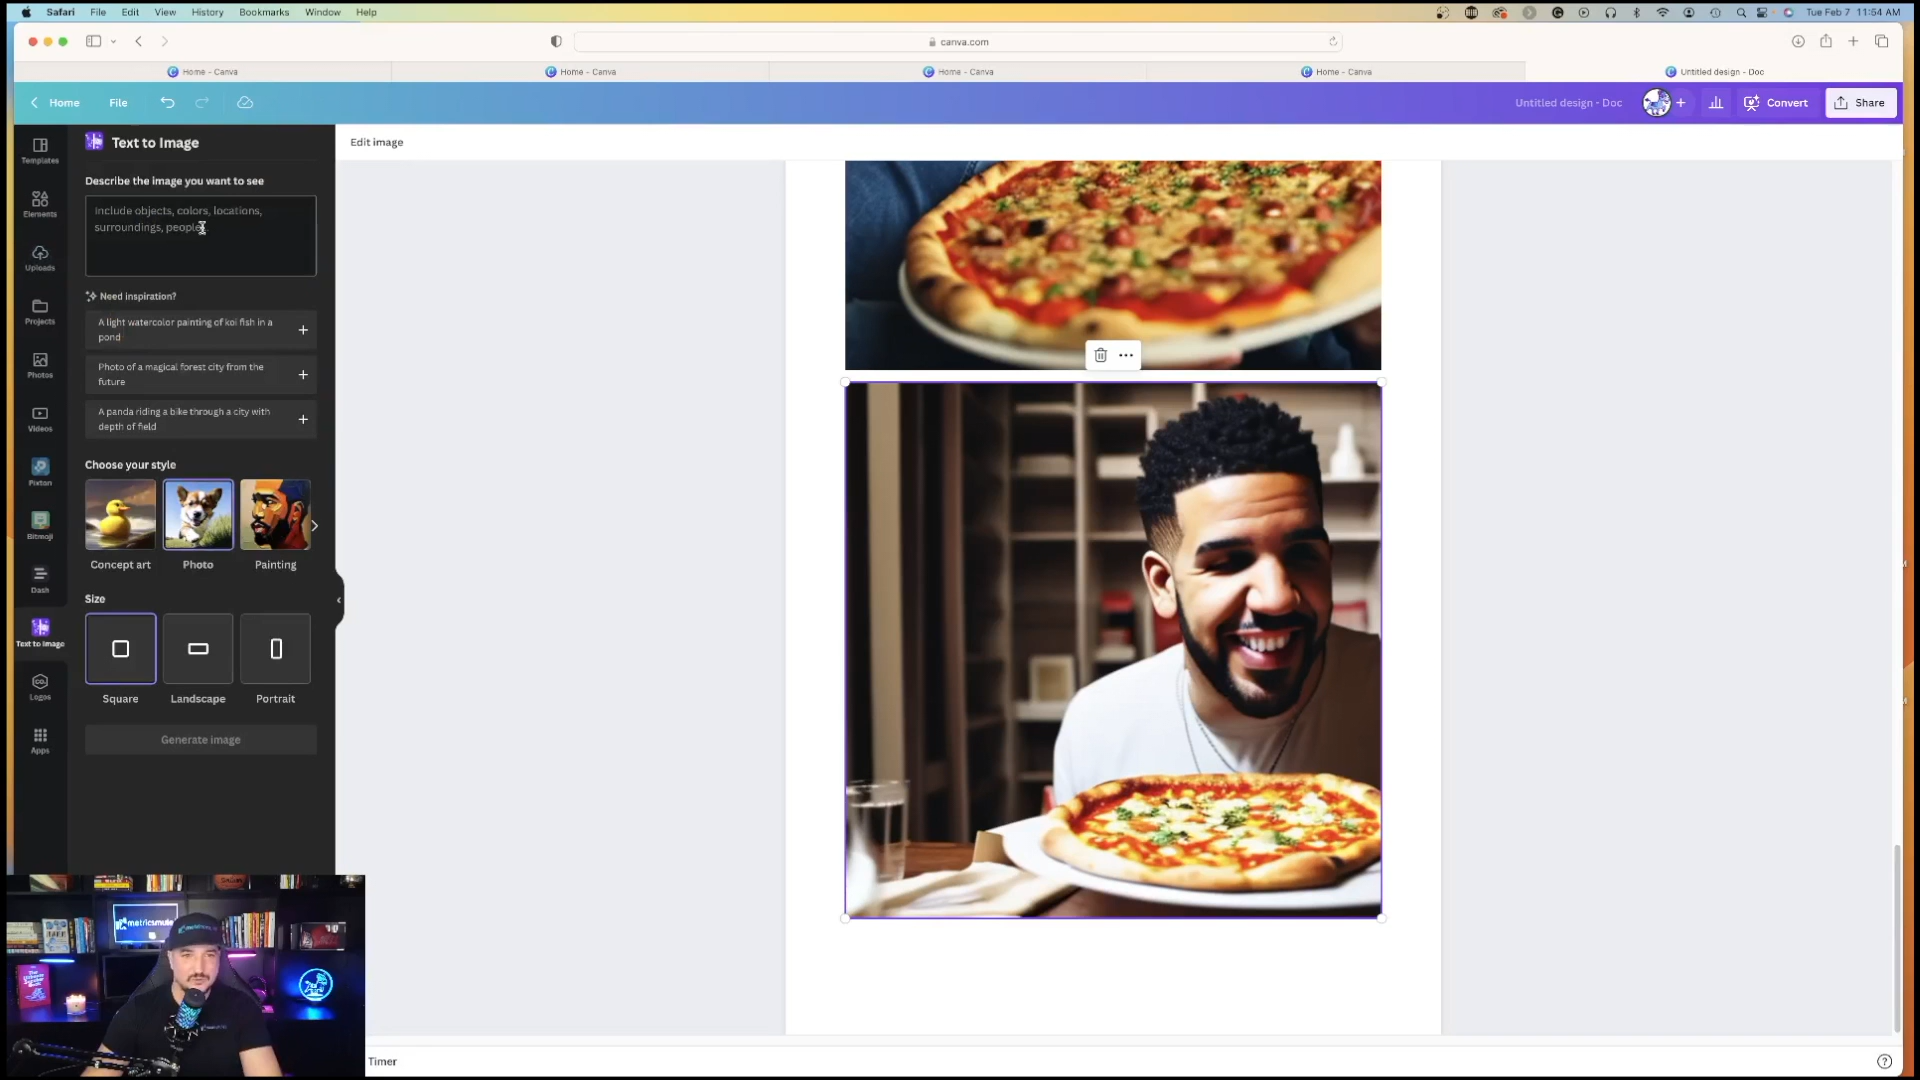 Safari File Edit View History Bookmarks Window Help
Tue Feb 7 11:54 AM
canva.com
Home - Canva
Home - Canva
Home - Canva
Home - Canva
Untitled design - Doc
Home File
Untitled design - Doc
Convert
Share
Templates
Elements
Uploads
Projects
Photos
Videos
Pixton
Bitmoji
Dash
Text to Image
Logos
Apps
Text to Image
Describe the image you want to see
Include objects, colors, locations,
surroundings, people
Need inspiration?
A light watercolor painting of koi fish in a
pond
Photo of a magical forest city from the
future
A panda riding a bike through a city with
depth of field
Choose your style
Concept art
Photo
Painting
Size
Square
Landscape
Portrait
Generate image
Edit image
Timer